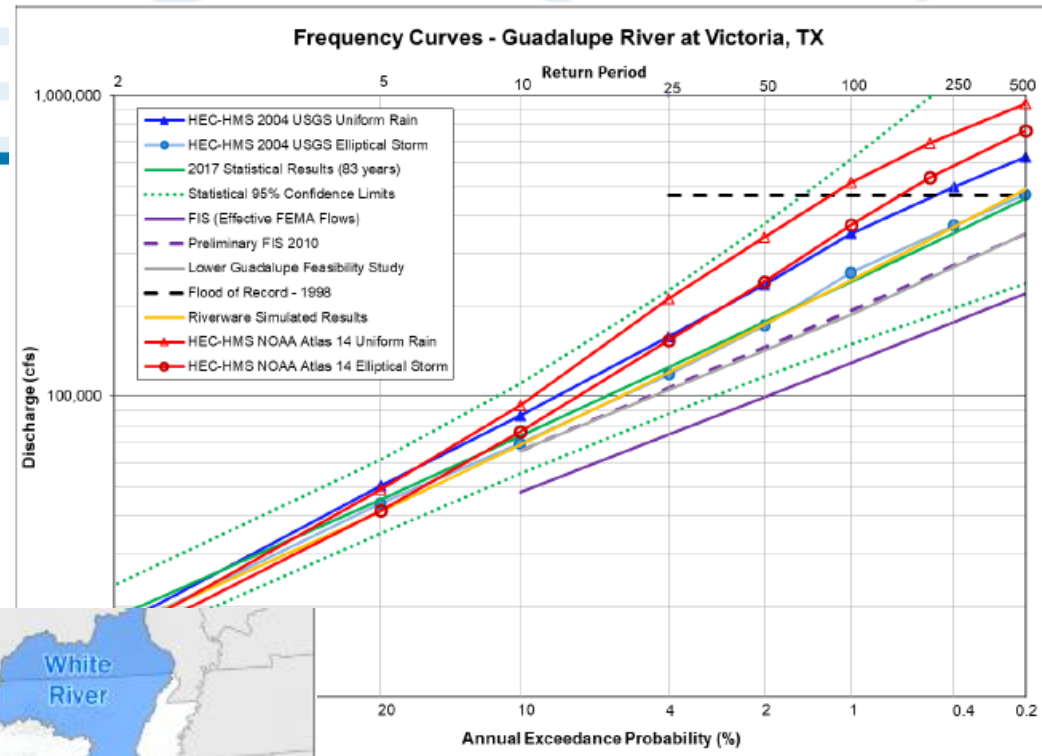 Frequency Curves - Guadalupe River at Victoria, TX
Return Period
2 5 10 25 50 100 250 500
1,000,000
HEC-HMS 2004 USGS Uniform Rain
HEC-HMS 2004 USGS Elliptical Storm
2017 Statistical Results (83 years)
Statistical 95% Confidence Limits
FIS (Effective FEMA Flows)
Preliminary FIS 2010
Lower Guadalupe Feasibility Study
Flood of Record - 1998
Riverware Simulated Results
HEC-HMS NOAA Atlas 14 Uniform Rain
HEC-HMS NOAA Atlas 14 Elliptical Storm
100,000
Discharge (cfs)
White
River
20 10 4 2 1 0.4 0.2
Annual Exceedance Probability (%)